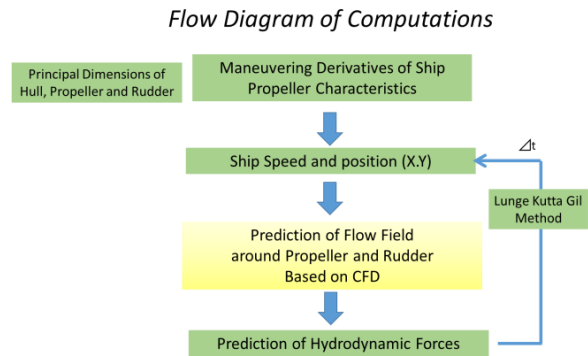 Flow Diagram of Computations
Principal Dimensions of
Hull, Propeller and Rudder
Maneuvering Derivatives of Ship
Propeller Characteristics
Ship Speed and position (X.Y)
⊿t
Lunge Kutta Gil
Method
Prediction of Flow Field
around Propeller and Rudder
Based on CFD
Prediction of Hydrodynamic Forces